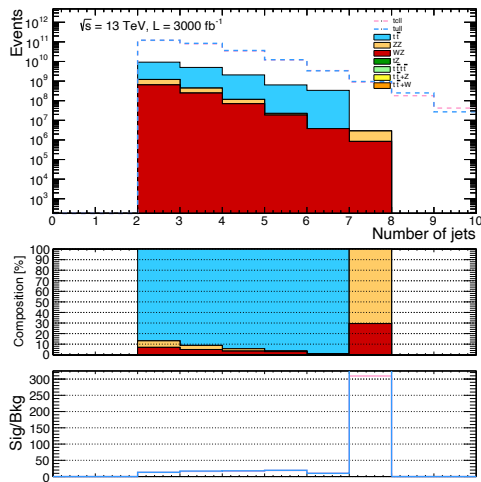 √s = 13 TeV, L = 3000 fb⁻¹
Events
10¹²
10¹¹
10¹⁰
10⁹
10⁸
10⁷
10⁶
10⁵
10⁴
10³
tcll
tull
tt̄
ZZ
WZ
tZ
tt̄tt̄
tt̄+Z
tt̄+W
0 1 2 3 4 5 6 7 8 9 10
Number of jets
Composition [%]
100
90
80
70
60
50
40
30
20
10
0
Sig/Bkg
300
250
200
150
100
50
0